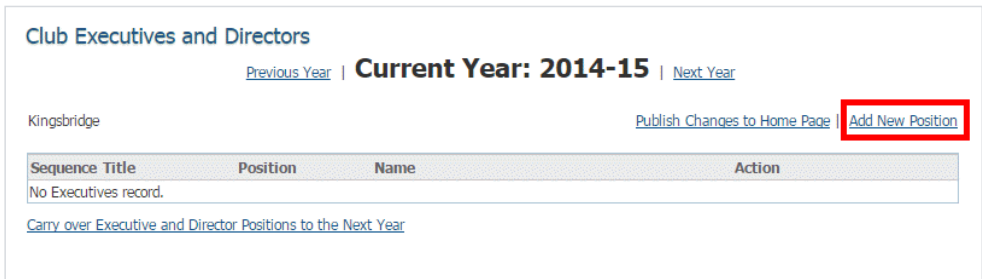 Club Executives and Directors
Previous Year | Current Year: 2014-15 | Next Year
Kingsbridge Publish Changes to Home Page | Add New Position
Sequence Title Position Name Action
No Executives record.
Carry over Executive and Director Positions to the Next Year